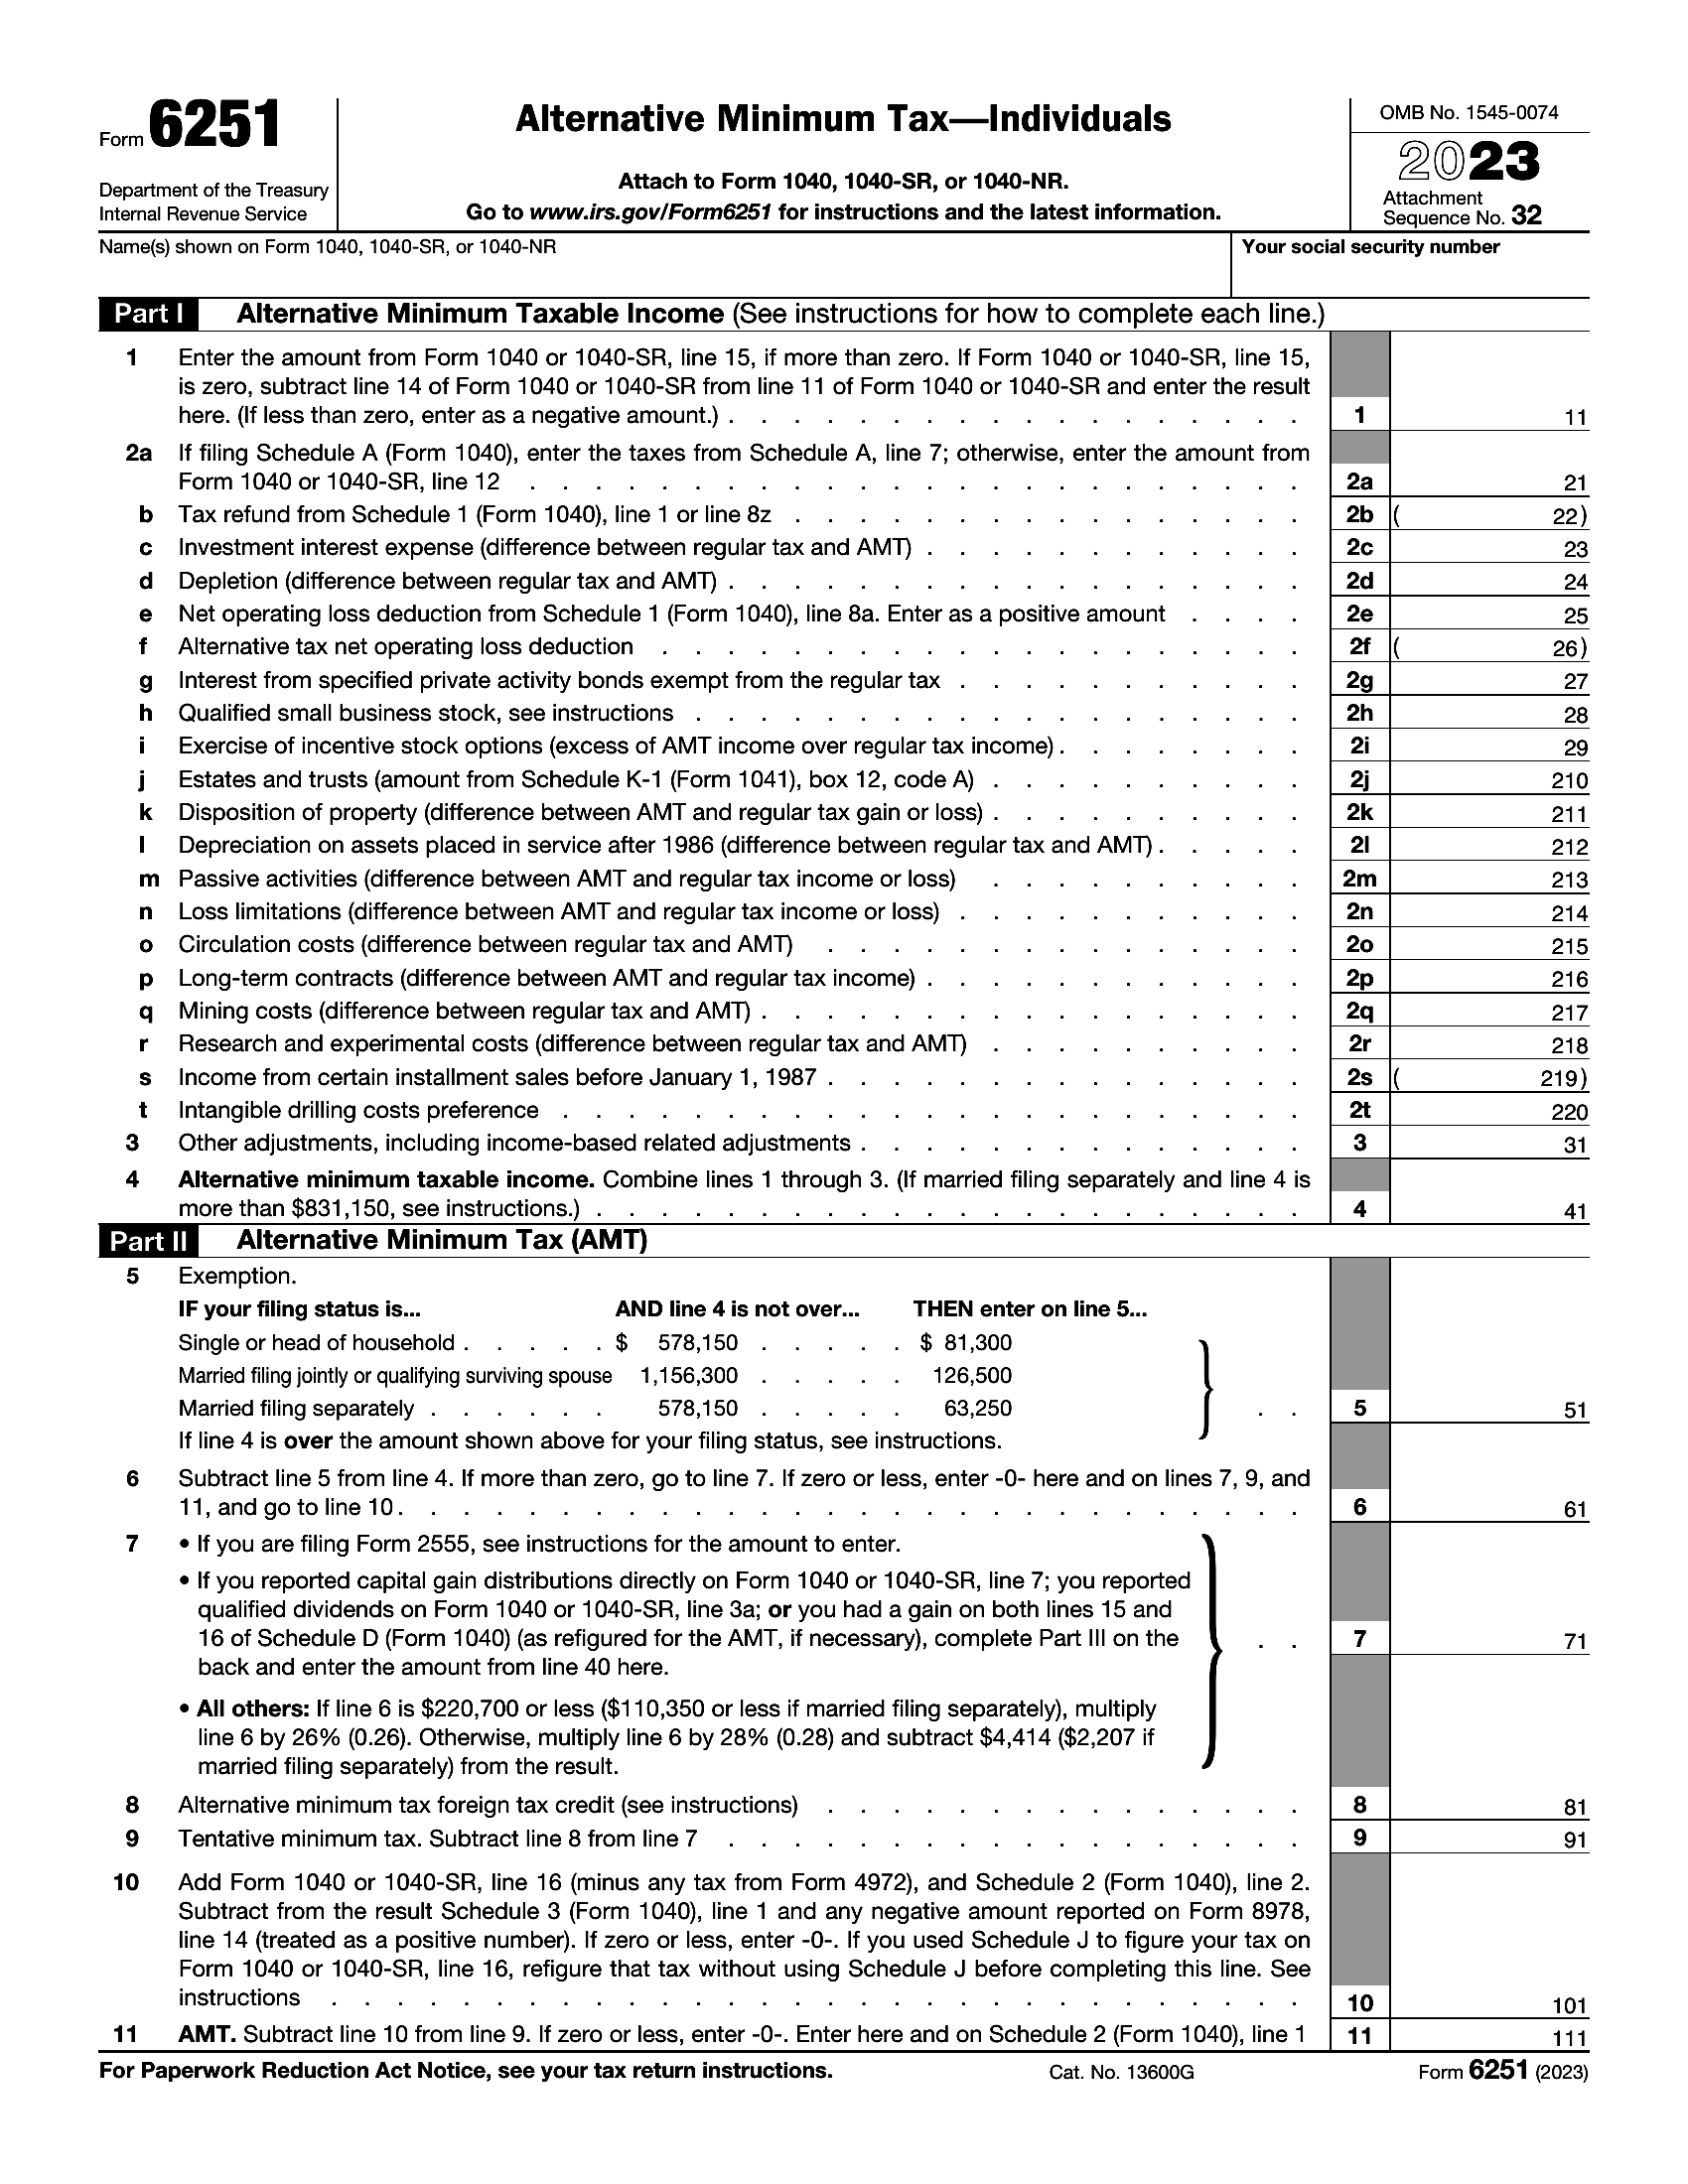 Form 6251
Department of the Treasury
Internal Revenue Service
Alternative Minimum Tax—Individuals
Attach to Form 1040, 1040-SR, or 1040-NR.
Go to www.irs.gov/Form6251 for instructions and the latest information.
OMB No. 1545-0074
2023
Attachment
Sequence No. 32
Name(s) shown on Form 1040, 1040-SR, or 1040-NR
Your social security number
Part I Alternative Minimum Taxable Income (See instructions for how to complete each line.)
1 Enter the amount from Form 1040 or 1040-SR, line 15, if more than zero. If Form 1040 or 1040-SR, line 15,
is zero, subtract line 14 of Form 1040 or 1040-SR from line 11 of Form 1040 or 1040-SR and enter the result
here. (If less than zero, enter as a negative amount.) . . . . . . . . . . . . . . . . . . 1 11
2a If filing Schedule A (Form 1040), enter the taxes from Schedule A, line 7; otherwise, enter the amount from
Form 1040 or 1040-SR, line 12 . . . . . . . . . . . . . . . . . . . . . . . . 2a 21
b Tax refund from Schedule 1 (Form 1040), line 1 or line 8z . . . . . . . . . . . . . . . . 2b ( 22)
c Investment interest expense (difference between regular tax and AMT) . . . . . . . . . . . . 2c 23
d Depletion (difference between regular tax and AMT) . . . . . . . . . . . . . . . . . . 2d 24
e Net operating loss deduction from Schedule 1 (Form 1040), line 8a. Enter as a positive amount . . . . 2e 25
f Alternative tax net operating loss deduction . . . . . . . . . . . . . . . . . . . . 2f ( 26)
g Interest from specified private activity bonds exempt from the regular tax . . . . . . . . . . . 2g 27
h Qualified small business stock, see instructions . . . . . . . . . . . . . . . . . . . 2h 28
i Exercise of incentive stock options (excess of AMT income over regular tax income) . . . . . . . . 2i 29
j Estates and trusts (amount from Schedule K-1 (Form 1041), box 12, code A) . . . . . . . . . . 2j 210
k Disposition of property (difference between AMT and regular tax gain or loss) . . . . . . . . . . 2k 211
l Depreciation on assets placed in service after 1986 (difference between regular tax and AMT) . . . . . 2l 212
m Passive activities (difference between AMT and regular tax income or loss) . . . . . . . . . . 2m 213
n Loss limitations (difference between AMT and regular tax income or loss) . . . . . . . . . . . 2n 214
o Circulation costs (difference between regular tax and AMT) . . . . . . . . . . . . . . . 2o 215
p Long-term contracts (difference between AMT and regular tax income) . . . . . . . . . . . . 2p 216
q Mining costs (difference between regular tax and AMT) . . . . . . . . . . . . . . . . . 2q 217
r Research and experimental costs (difference between regular tax and AMT) . . . . . . . . . . 2r 218
s Income from certain installment sales before January 1, 1987 . . . . . . . . . . . . . . . 2s ( 219)
t Intangible drilling costs preference . . . . . . . . . . . . . . . . . . . . . . . 2t 220
3 Other adjustments, including income-based related adjustments . . . . . . . . . . . . . . 3 31
4 Alternative minimum taxable income. Combine lines 1 through 3. (If married filing separately and line 4 is
more than $831,150, see instructions.) . . . . . . . . . . . . . . . . . . . . . . 4 41
Part II Alternative Minimum Tax (AMT)
5 Exemption.
IF your filing status is... AND line 4 is not over... THEN enter on line 5...
Single or head of household . . . . . $ 578,150 . . . . . $ 81,300
Married filing jointly or qualifying surviving spouse 1,156,300 . . . . . 126,500
Married filing separately . . . . . . 578,150 . . . . . 63,250 . . 5 51
If line 4 is over the amount shown above for your filing status, see instructions.
6 Subtract line 5 from line 4. If more than zero, go to line 7. If zero or less, enter -0- here and on lines 7, 9, and
11, and go to line 10 . . . . . . . . . . . . . . . . . . . . . . . . . . . . 6 61
7 • If you are filing Form 2555, see instructions for the amount to enter.
• If you reported capital gain distributions directly on Form 1040 or 1040-SR, line 7; you reported
qualified dividends on Form 1040 or 1040-SR, line 3a; or you had a gain on both lines 15 and
16 of Schedule D (Form 1040) (as refigured for the AMT, if necessary), complete Part III on the . . 7 71
back and enter the amount from line 40 here.
• All others: If line 6 is $220,700 or less ($110,350 or less if married filing separately), multiply
line 6 by 26% (0.26). Otherwise, multiply line 6 by 28% (0.28) and subtract $4,414 ($2,207 if
married filing separately) from the result.
8 Alternative minimum tax foreign tax credit (see instructions) . . . . . . . . . . . . . . . 8 81
9 Tentative minimum tax. Subtract line 8 from line 7 . . . . . . . . . . . . . . . . . . 9 91
10 Add Form 1040 or 1040-SR, line 16 (minus any tax from Form 4972), and Schedule 2 (Form 1040), line 2.
Subtract from the result Schedule 3 (Form 1040), line 1 and any negative amount reported on Form 8978,
line 14 (treated as a positive number). If zero or less, enter -0-. If you used Schedule J to figure your tax on
Form 1040 or 1040-SR, line 16, refigure that tax without using Schedule J before completing this line. See
instructions . . . . . . . . . . . . . . . . . . . . . . . . . . . . . . 10 101
11 AMT. Subtract line 10 from line 9. If zero or less, enter -0-. Enter here and on Schedule 2 (Form 1040), line 1 11 111
For Paperwork Reduction Act Notice, see your tax return instructions. Cat. No. 13600G Form 6251 (2023)